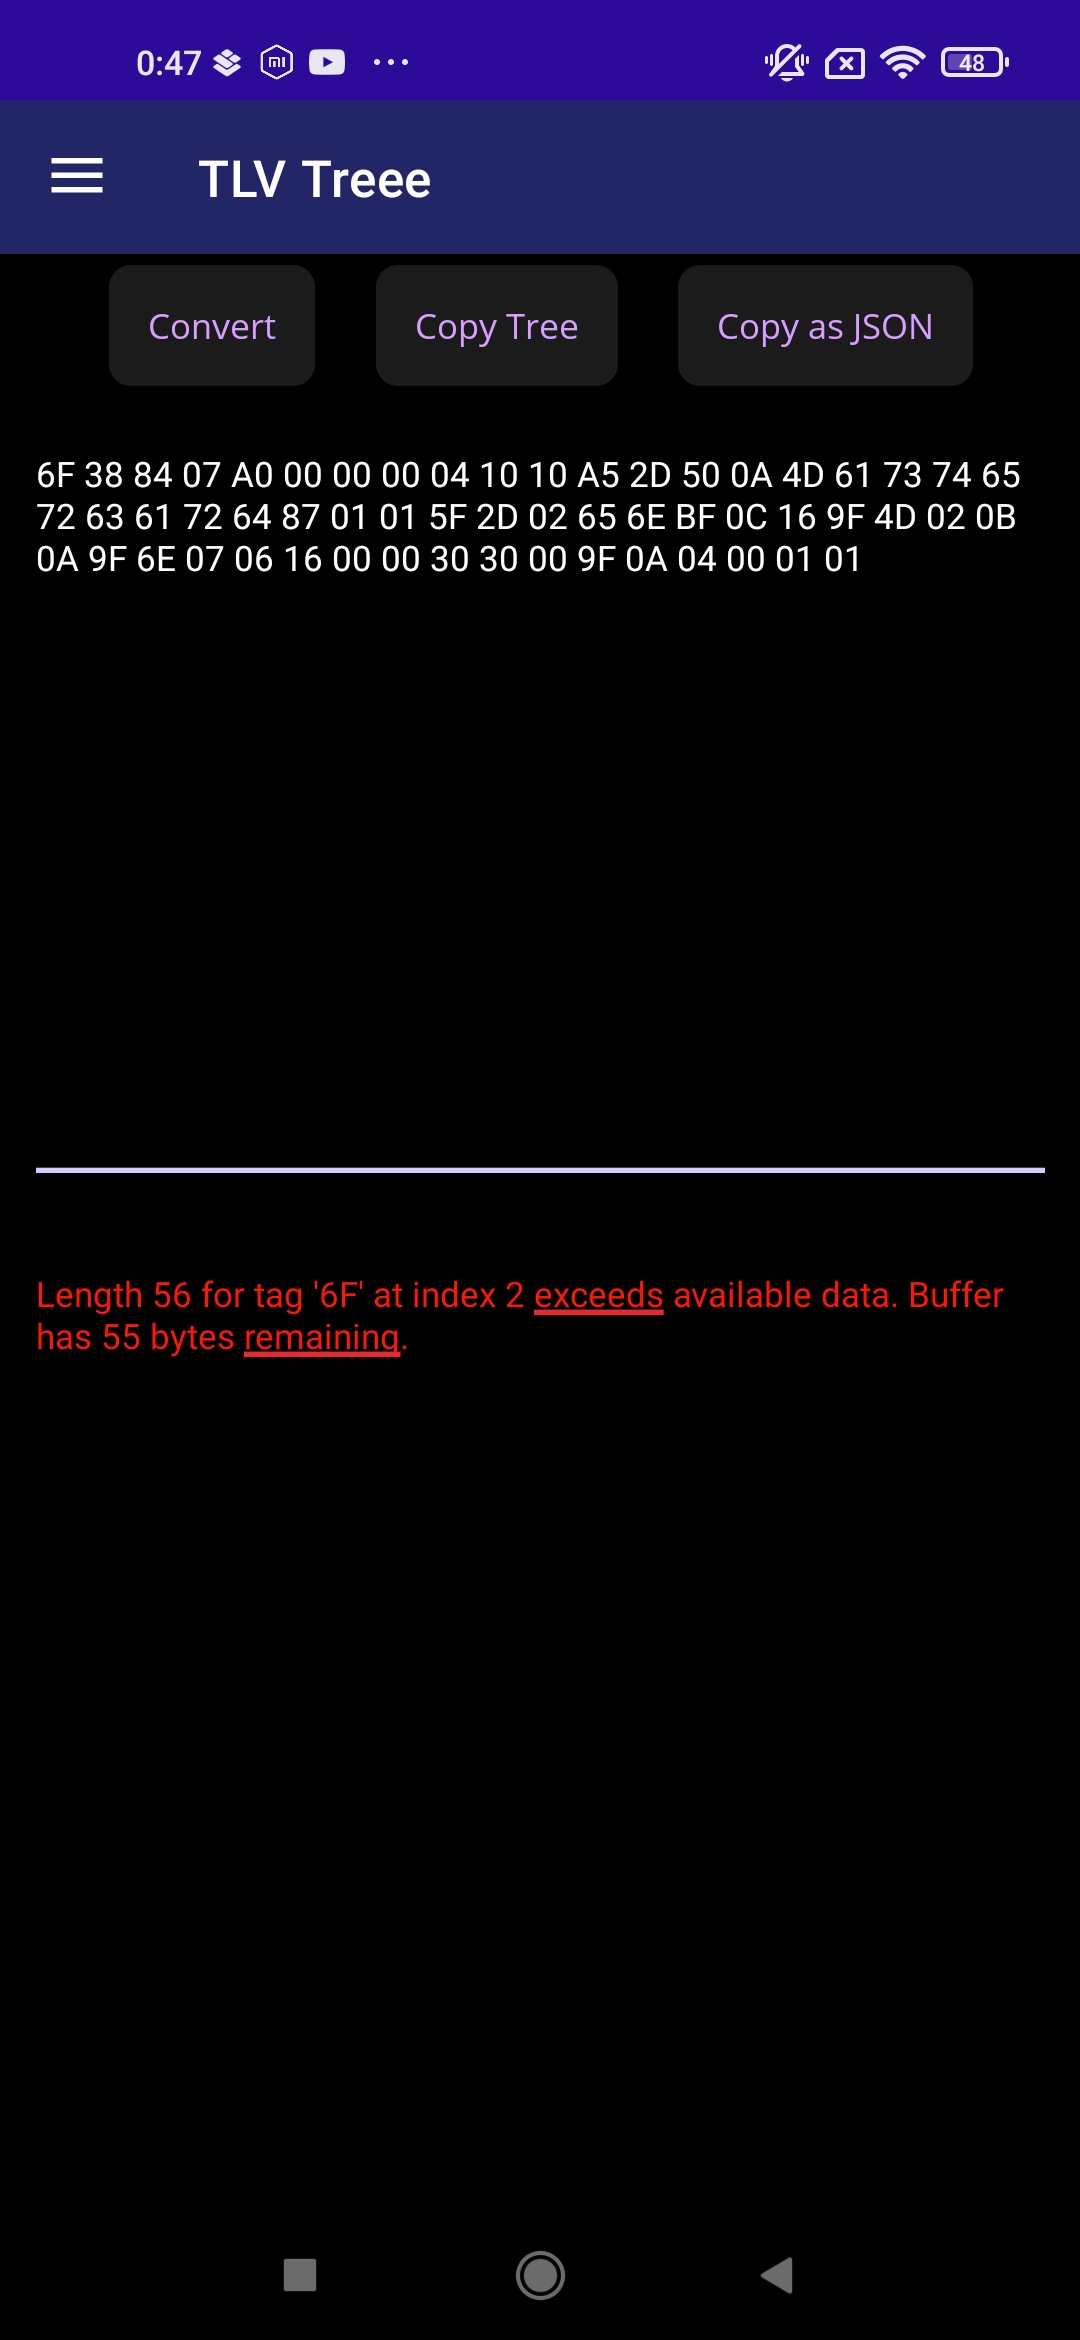 0:47
48
TLV Treee
Convert
Copy Tree
Copy as JSON
6F 38 84 07 A0 00 00 00 04 10 10 A5 2D 50 0A 4D 61 73 74 65
72 63 61 72 64 87 01 01 5F 2D 02 65 6E BF 0C 16 9F 4D 02 0B
0A 9F 6E 07 06 16 00 00 30 30 00 9F 0A 04 00 01 01
Length 56 for tag '6F' at index 2 exceeds available data. Buffer
has 55 bytes remaining.